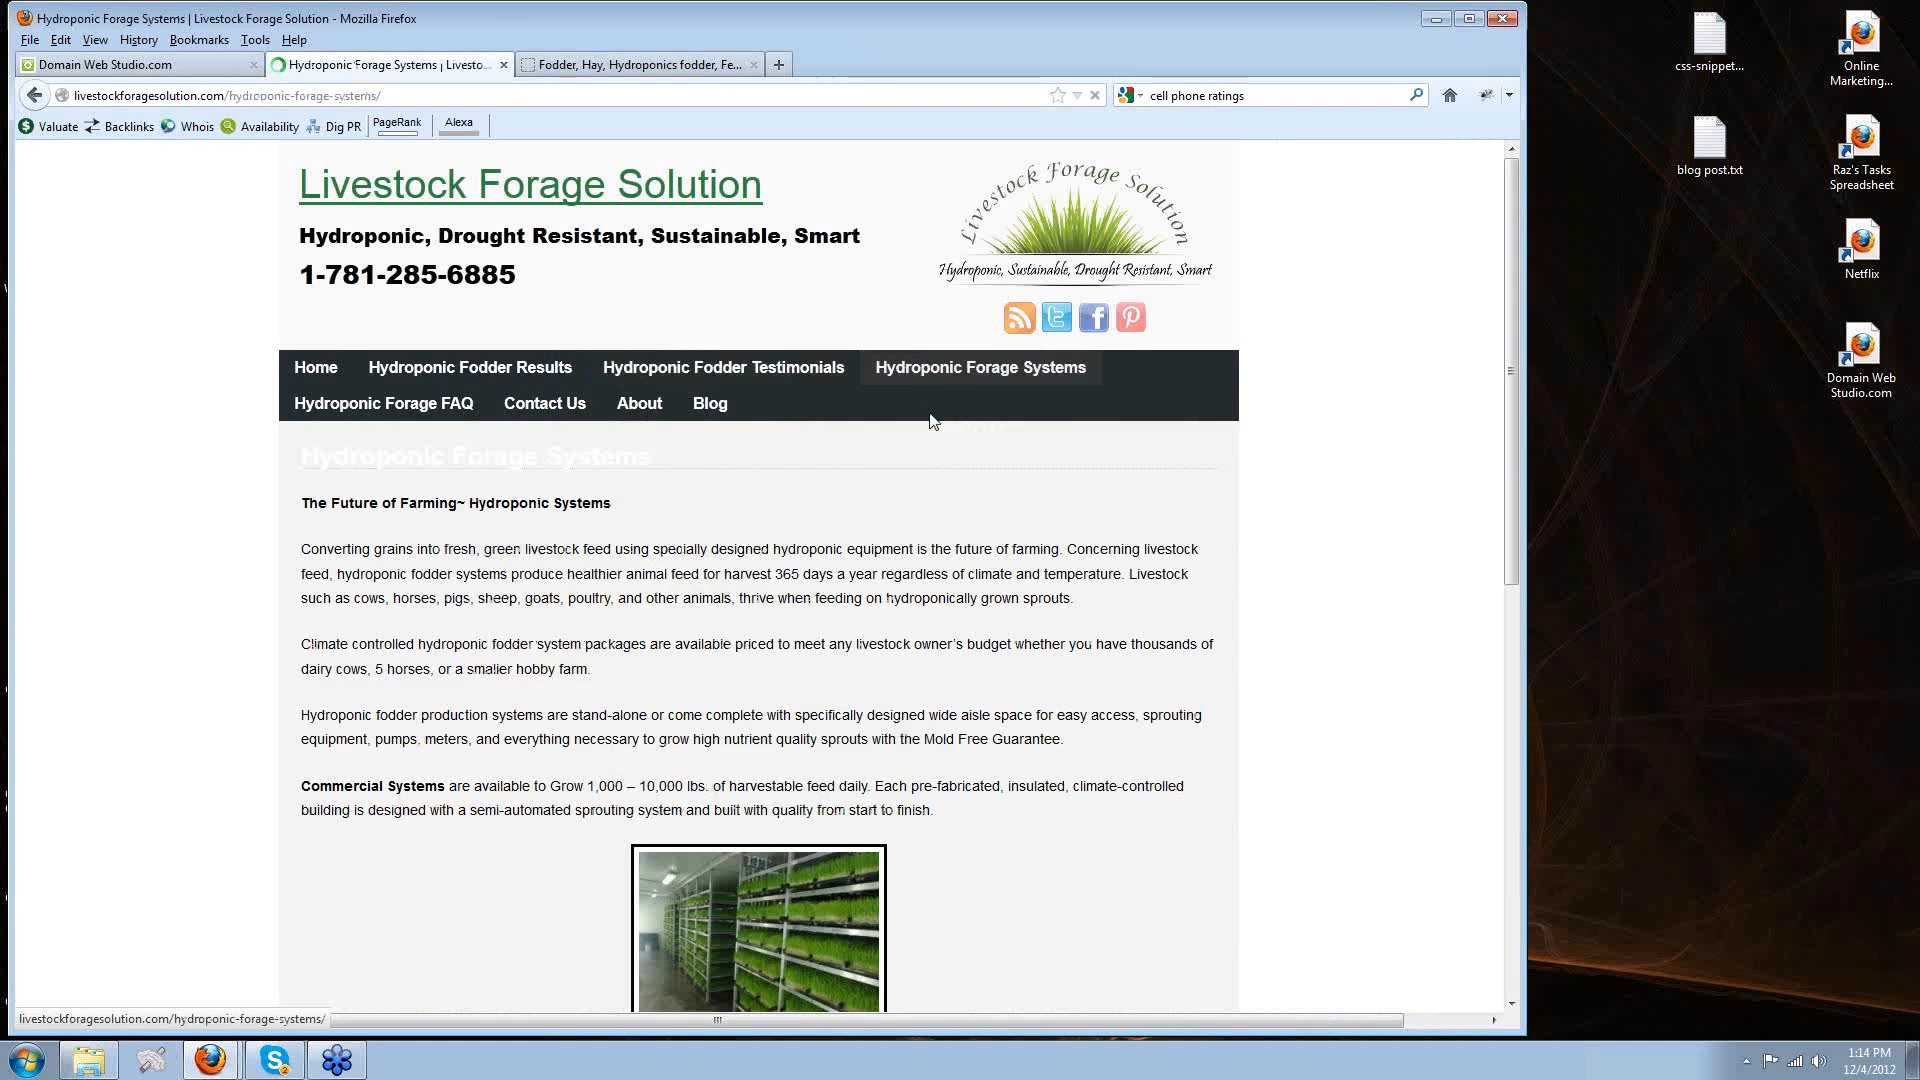 Hydroponic Forage Systems | Livestock Forage Solution - Mozilla Firefox
File Edit View History Bookmarks Tools Help
Domain Web Studio.com
Hydroponic Forage Systems | Livesto...
Fodder, Hay, Hydroponics fodder, Fe...
livestockforagesolution.com/hydroponic-forage-systems/
cell phone ratings
Valuate Backlinks Whois Availability Dig PR PageRank Alexa
Livestock Forage Solution
Hydroponic, Drought Resistant, Sustainable, Smart
1-781-285-6885
Livestock Forage Solution
Hydroponic, Sustainable, Drought Resistant, Smart
Home Hydroponic Fodder Results Hydroponic Fodder Testimonials Hydroponic Forage Systems
Hydroponic Forage FAQ Contact Us About Blog
Hydroponic Forage Systems
The Future of Farming~ Hydroponic Systems
Converting grains into fresh, green livestock feed using specially designed hydroponic equipment is the future of farming. Concerning livestock
feed, hydroponic fodder systems produce healthier animal feed for harvest 365 days a year regardless of climate and temperature. Livestock
such as cows, horses, pigs, sheep, goats, poultry, and other animals, thrive when feeding on hydroponically grown sprouts.
Climate controlled hydroponic fodder system packages are available priced to meet any livestock owner's budget whether you have thousands of
dairy cows, 5 horses, or a smaller hobby farm.
Hydroponic fodder production systems are stand-alone or come complete with specifically designed wide aisle space for easy access, sprouting
equipment, pumps, meters, and everything necessary to grow high nutrient quality sprouts with the Mold Free Guarantee.
Commercial Systems are available to Grow 1,000 – 10,000 lbs. of harvestable feed daily. Each pre-fabricated, insulated, climate-controlled
building is designed with a semi-automated sprouting system and built with quality from start to finish.
livestockforagesolution.com/hydroponic-forage-systems/
css-snippet...
blog post.txt
Online
Marketing...
Raz's Tasks
Spreadsheet
Netflix
Domain Web
Studio.com
1:14 PM
12/4/2012